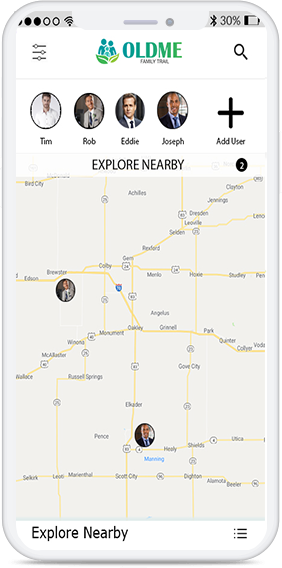 30%
OLDME
FAMILY TRAIL
Tim Rob Eddie Joseph Add User
EXPLORE NEARBY 2
Bird City
Achilles
Clayton
Jennings
Dresden
Leoville
Selden
Rexford
Gem
Colby
Brewster
Edson
Menlo
Hoxie
Studley
Penokee
Angelus
Monument
Oakley
Grinnell
Park
Quinter
Collyer
Voda
Winona
McAllaster
Wallace
Russell Springs
Gove City
Elkader
Pence
Healy
Shields
Utica
Manning
Selkirk
Leoti
Marienthal
Scott City
Dighton
Alamota
Beeler
Explore Nearby